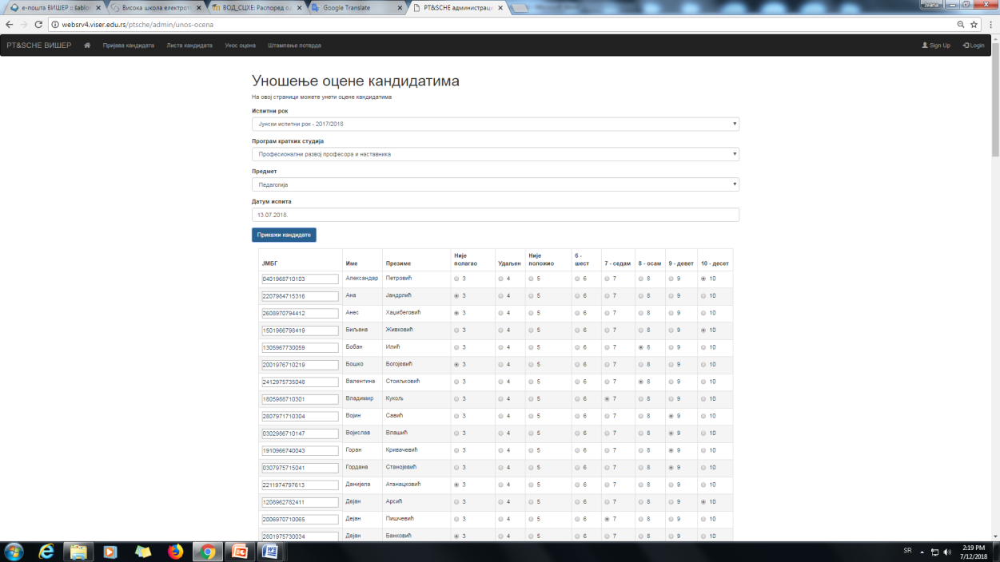 е-пошта ВИШЕР :: šablon
Висока школа електроте
ВОД_СЦХЕ: Распоред од
Google Translate
PT&SCHE администрациј
Ivana
websrv4.viser.edu.rs/ptsche/admin/unos-ocena
PT&SCHE ВИШЕР Пријава кандидата Листа кандидата Унос оцена Штампање потврда Sign Up Login
Уношење оцене кандидатима
На овој страници можете унети оцене кандидатима
Испитни рок
Јунски испитни рок - 2017/2018
Програм кратких студија
Професионални развој професора и наставника
Предмет
Педагогија
Датум испита
13.07.2018.
Прикажи кандидате
ЈМБГ Име Презиме Није полагао Удаљен Није положио 6 - шест 7 - седам 8 - осам 9 - девет 10 - десет
0401968710103 Александар Петровић 3 4 5 6 7 8 9 10
2207984715316 Ана Јандрлић 3 4 5 6 7 8 9 10
2608970794412 Анес Хаџибеговић 3 4 5 6 7 8 9 10
1501966798419 Биљана Живковић 3 4 5 6 7 8 9 10
1305967730059 Бобан Илић 3 4 5 6 7 8 9 10
2001976710219 Бошко Богојевић 3 4 5 6 7 8 9 10
2412975735048 Валентина Стоиљковић 3 4 5 6 7 8 9 10
1805988710301 Владимир Кукољ 3 4 5 6 7 8 9 10
2807971710304 Војин Савић 3 4 5 6 7 8 9 10
0302986710147 Војислав Влашић 3 4 5 6 7 8 9 10
1910966740043 Горан Кривачевић 3 4 5 6 7 8 9 10
0307975715041 Гордана Станојевић 3 4 5 6 7 8 9 10
2211974797613 Данијела Атанацковић 3 4 5 6 7 8 9 10
1208962782411 Дејан Арсић 3 4 5 6 7 8 9 10
2006970710065 Дејан Пишчевић 3 4 5 6 7 8 9 10
2801975730034 Дејан Банковић 3 4 5 6 7 8 9 10
SR
2:19 PM
7/12/2018